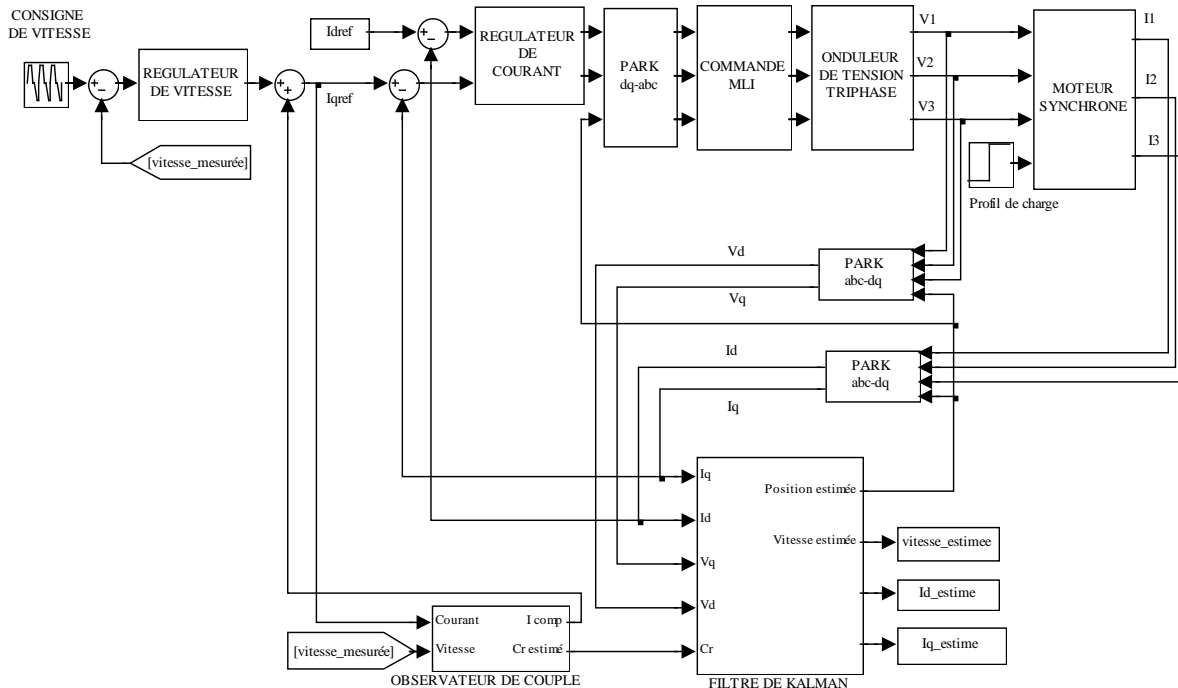 CONSIGNE
DE VITESSE
REGULATEUR
DE VITESSE
Iqref
[vitesse_mesurée]
Idref
REGULATEUR
DE
COURANT
PARK
dq-abc
COMMANDE
MLI
ONDULEUR
DE TENSION
TRIPHASE
V1
V2
V3
MOTEUR
SYNCHRONE
I1
I2
I3
Profil de charge
Vd
Vq
PARK
abc-dq
Id
Iq
PARK
abc-dq
Iq
Id
Vq
Vd
Cr
Position estimée
Vitesse estimée
vitesse_estimee
Id_estime
Iq_estime
[vitesse_mesurée]
Courant
Vitesse
I comp
Cr estimé
OBSERVATEUR DE COUPLE
FILTRE DE KALMAN